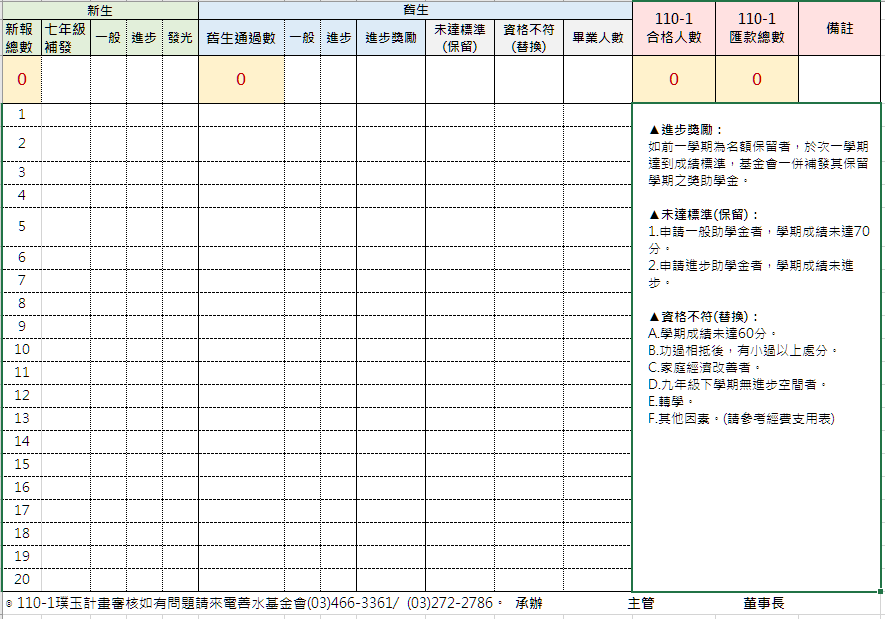 新生 舊生
新報總數 七年級補發 一般 進步 發光 舊生通過數 一般 進步 進步獎勵 未達標準(保留) 資格不符(替換) 畢業人數 110-1合格人數 110-1匯款總數 備註
0 0 0 0
1
2
3
4
5
6
7
8
9
10
11
12
13
14
15
16
17
18
19
20
▲進步獎勵：
如前一學期為名額保留者，於次一學期
達到成績標準，基金會一併補發其保留
學期之獎助學金。
▲未達標準(保留)：
1.申請一般助學金者，學期成績未達70
分。
2.申請進步助學金者，學期成績未進
步。
▲資格不符(替換)：
A.學期成績未達60分。
B.功過相抵後，有小過以上處分。
C.家庭經濟改善者。
D.九年級下學期無進步空間者。
E.轉學。
F.其他因素。(請參考經費支用表)
◎ 110-1璞玉計畫審核如有問題請來電善水基金會(03)466-3361/ (03)272-2786。 承辦 主管 董事長